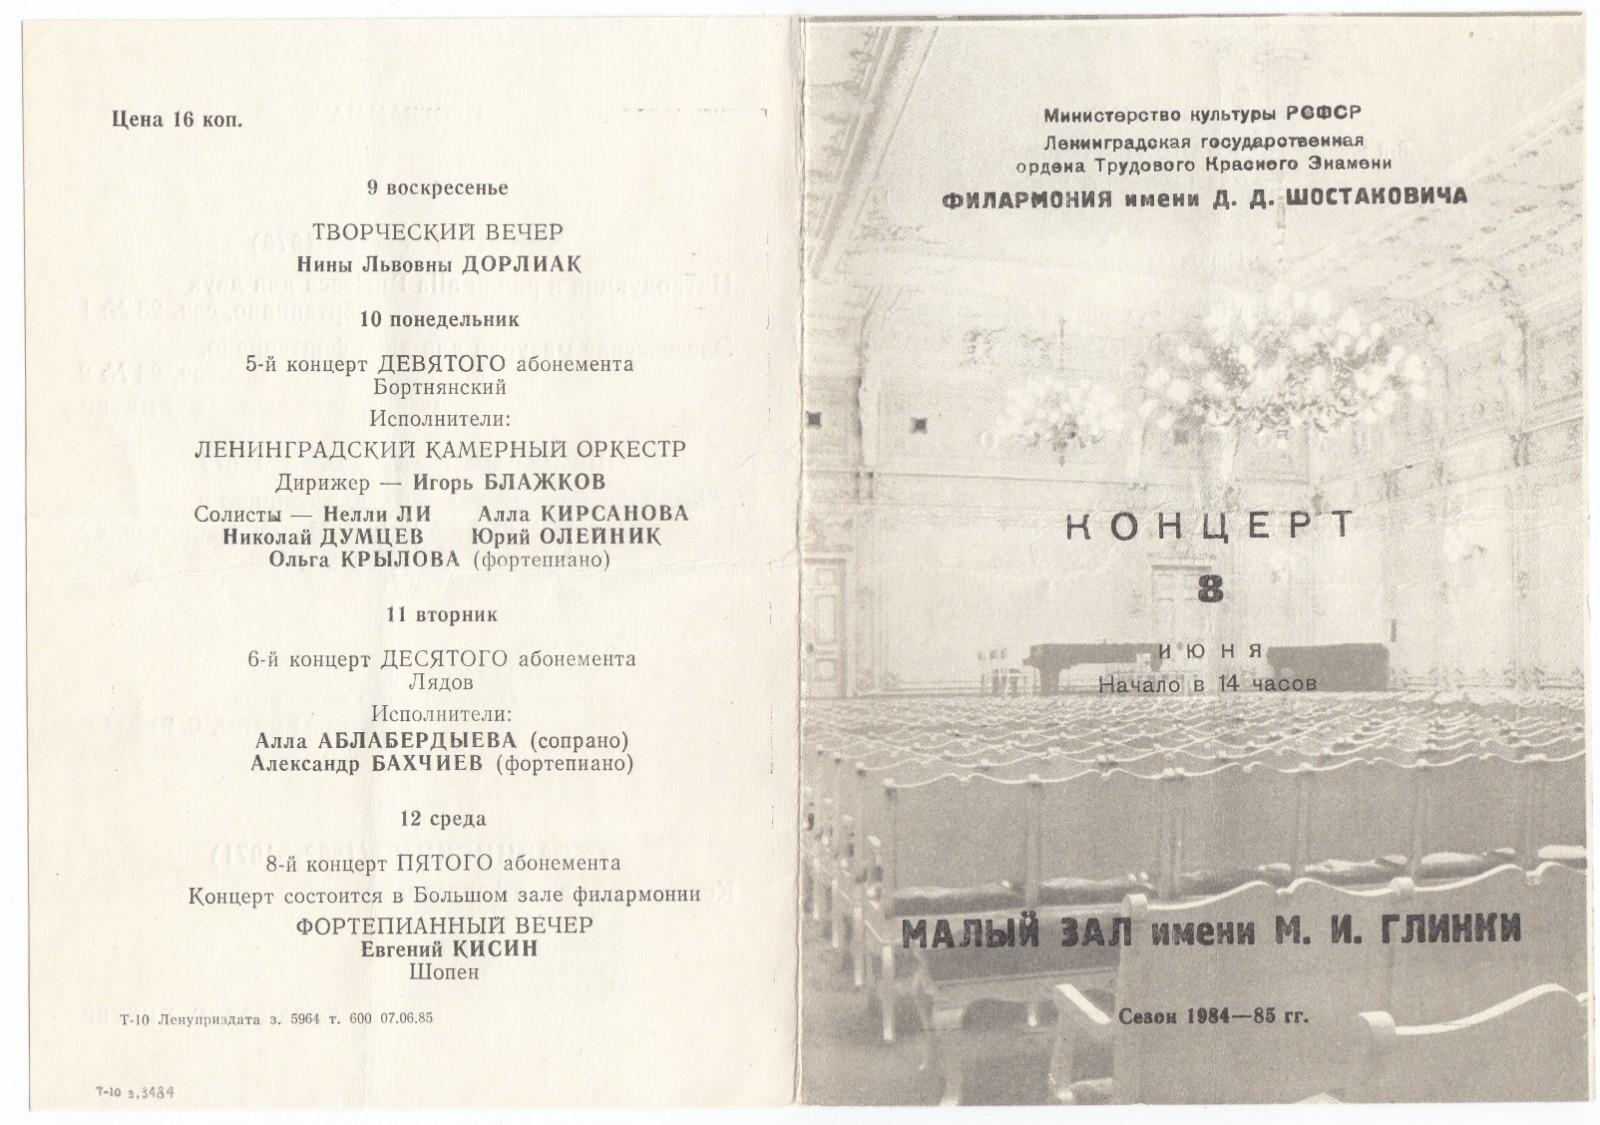 Цена 16 коп.
9 воскресенье
ТВОРЧЕСКИЙ ВЕЧЕР
Нины Львовны ДОРЛИАК
10 понедельник
5-й концерт ДЕВЯТОГО абонемента
Бортнянский
Исполнители:
ЛЕНИНГРАДСКИЙ КАМЕРНЫЙ ОРКЕСТР
Дирижер — Игорь БЛАЖКОВ
Солисты — Нелли ЛИ Алла КИРСАНОВА
Николай ДУМЦЕВ Юрий ОЛЕЙНИК
Ольга КРЫЛОВА (фортепиано)
11 вторник
6-й концерт ДЕСЯТОГО абонемента
Лядов
Исполнители:
Алла АБЛАБЕРДЫЕВА (сопрано)
Александр БАХЧИЕВ (фортепиано)
12 среда
8-й концерт ПЯТОГО абонемента
Концерт состоится в Большом зале филармонии
ФОРТЕПИАННЫЙ ВЕЧЕР
Евгений КИСИН
Шопен
Т-10 Ленуприздата з. 5964 т. 600 07.06.85
Т-10 з.3484
Министерство культуры РСФСР
Ленинградская государственная
ордена Трудового Красного Знамени
ФИЛАРМОНИЯ имени Д. Д. ШОСТАКОВИЧА
КОНЦЕРТ
8
ИЮНЯ
Начало в 14 часов
МАЛЫЙ ЗАЛ имени М. И. ГЛИНКИ
Сезон 1984—85 гг.